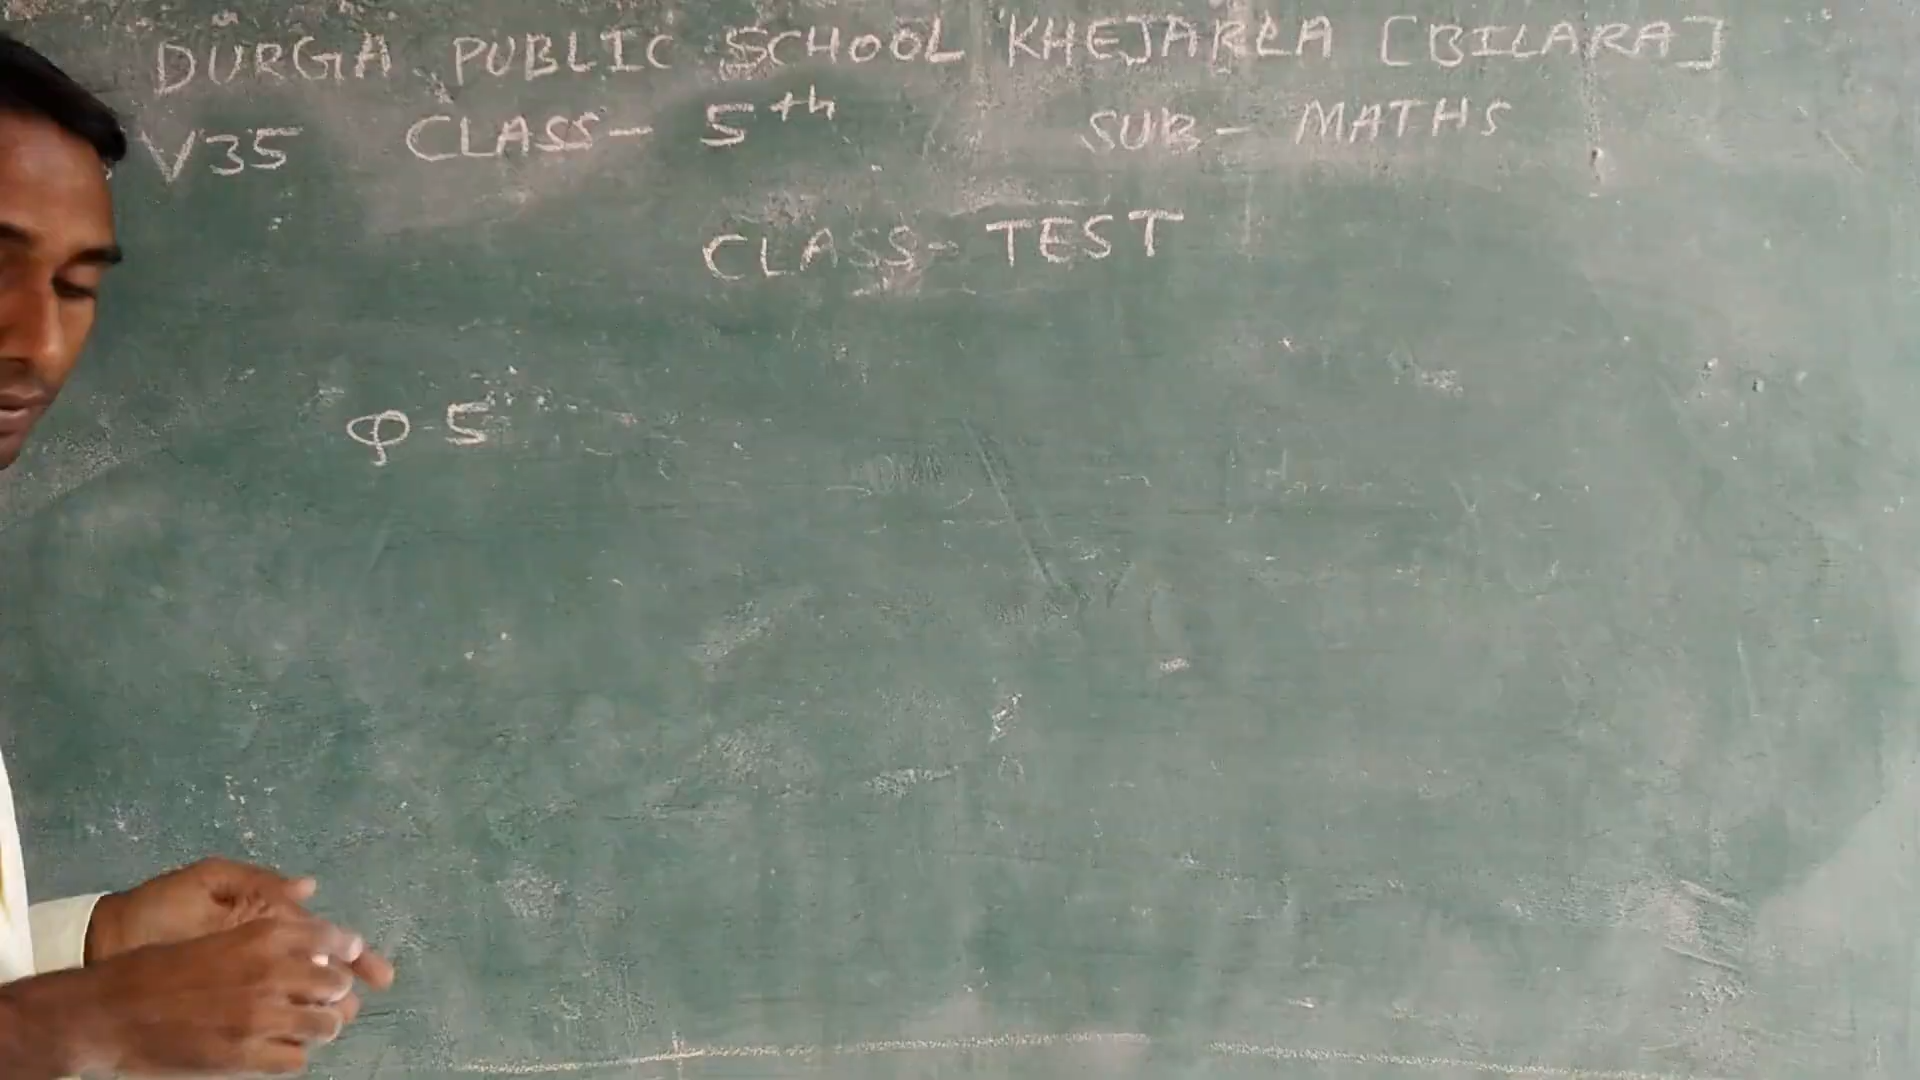 DURGA PUBLIC SCHOOL KHEJARLA [BILARA]
V35 CLASS- 5th SUB- MATHS
CLASS- TEST
Q.5